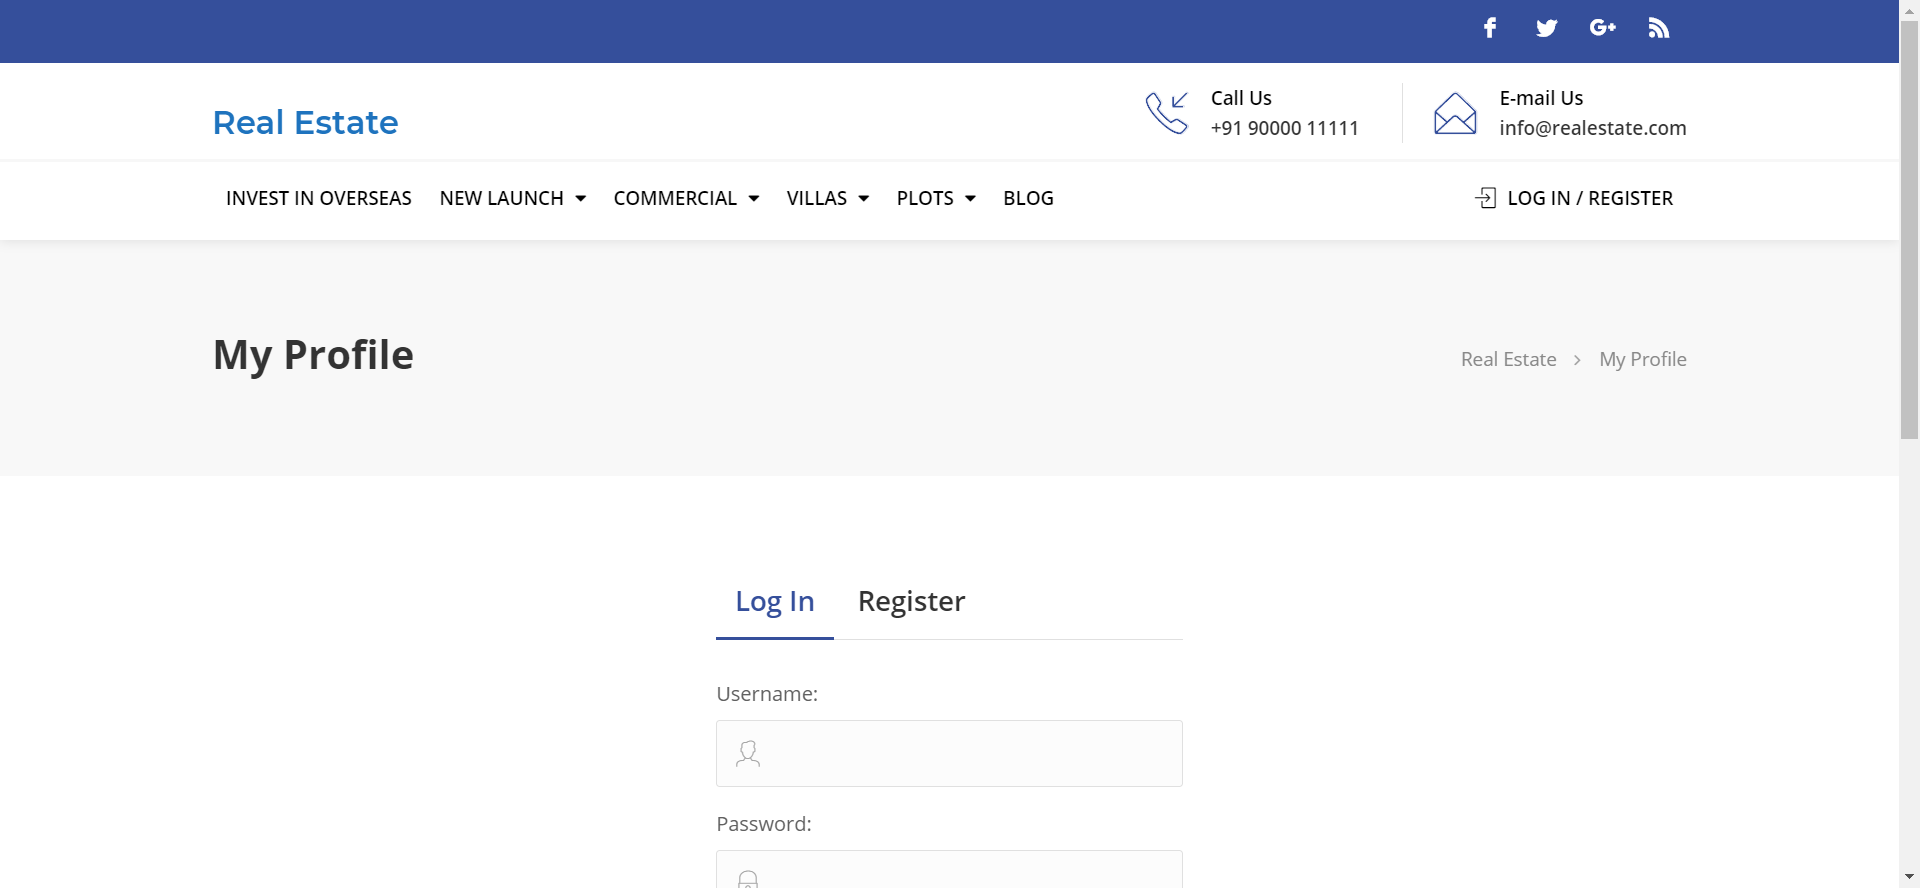 Real Estate
Call Us
+91 90000 11111
E-mail Us
info@realestate.com
INVEST IN OVERSEAS NEW LAUNCH COMMERCIAL VILLAS PLOTS BLOG LOG IN / REGISTER
My Profile
Real Estate My Profile
Log In Register
Username:
Password: